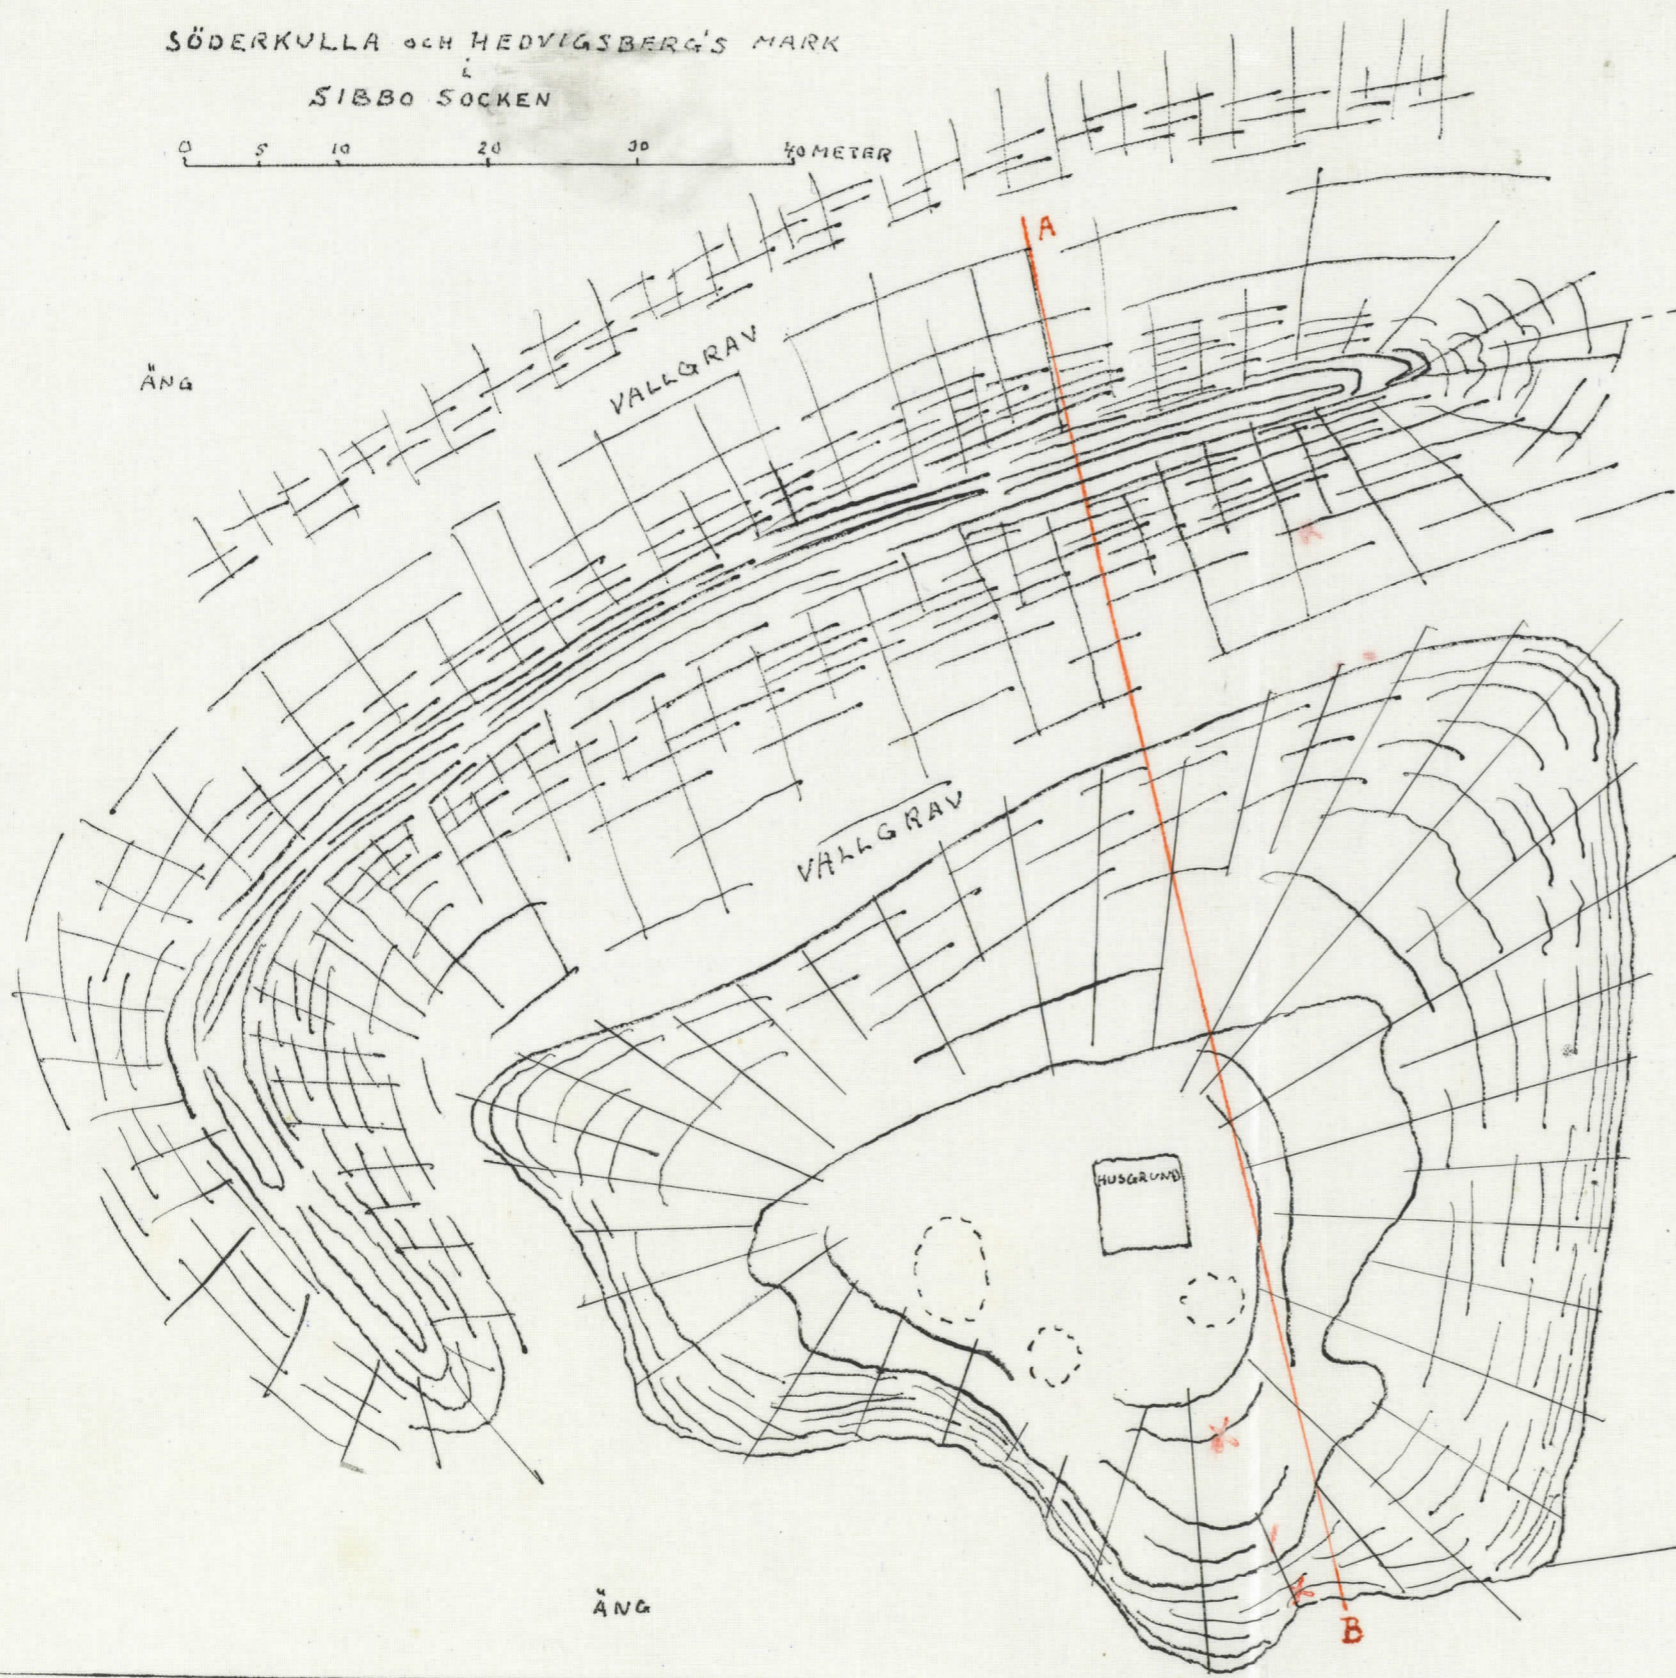 SÖDERKULLA OCH HEDVIGSBERG'S MARK
i
SIBBO SOCKEN
0 5 10 20 30 40 METER
A
VALLGRAV
ÄNG
VALLGRAV
HUSGRUND
ÄNG
B